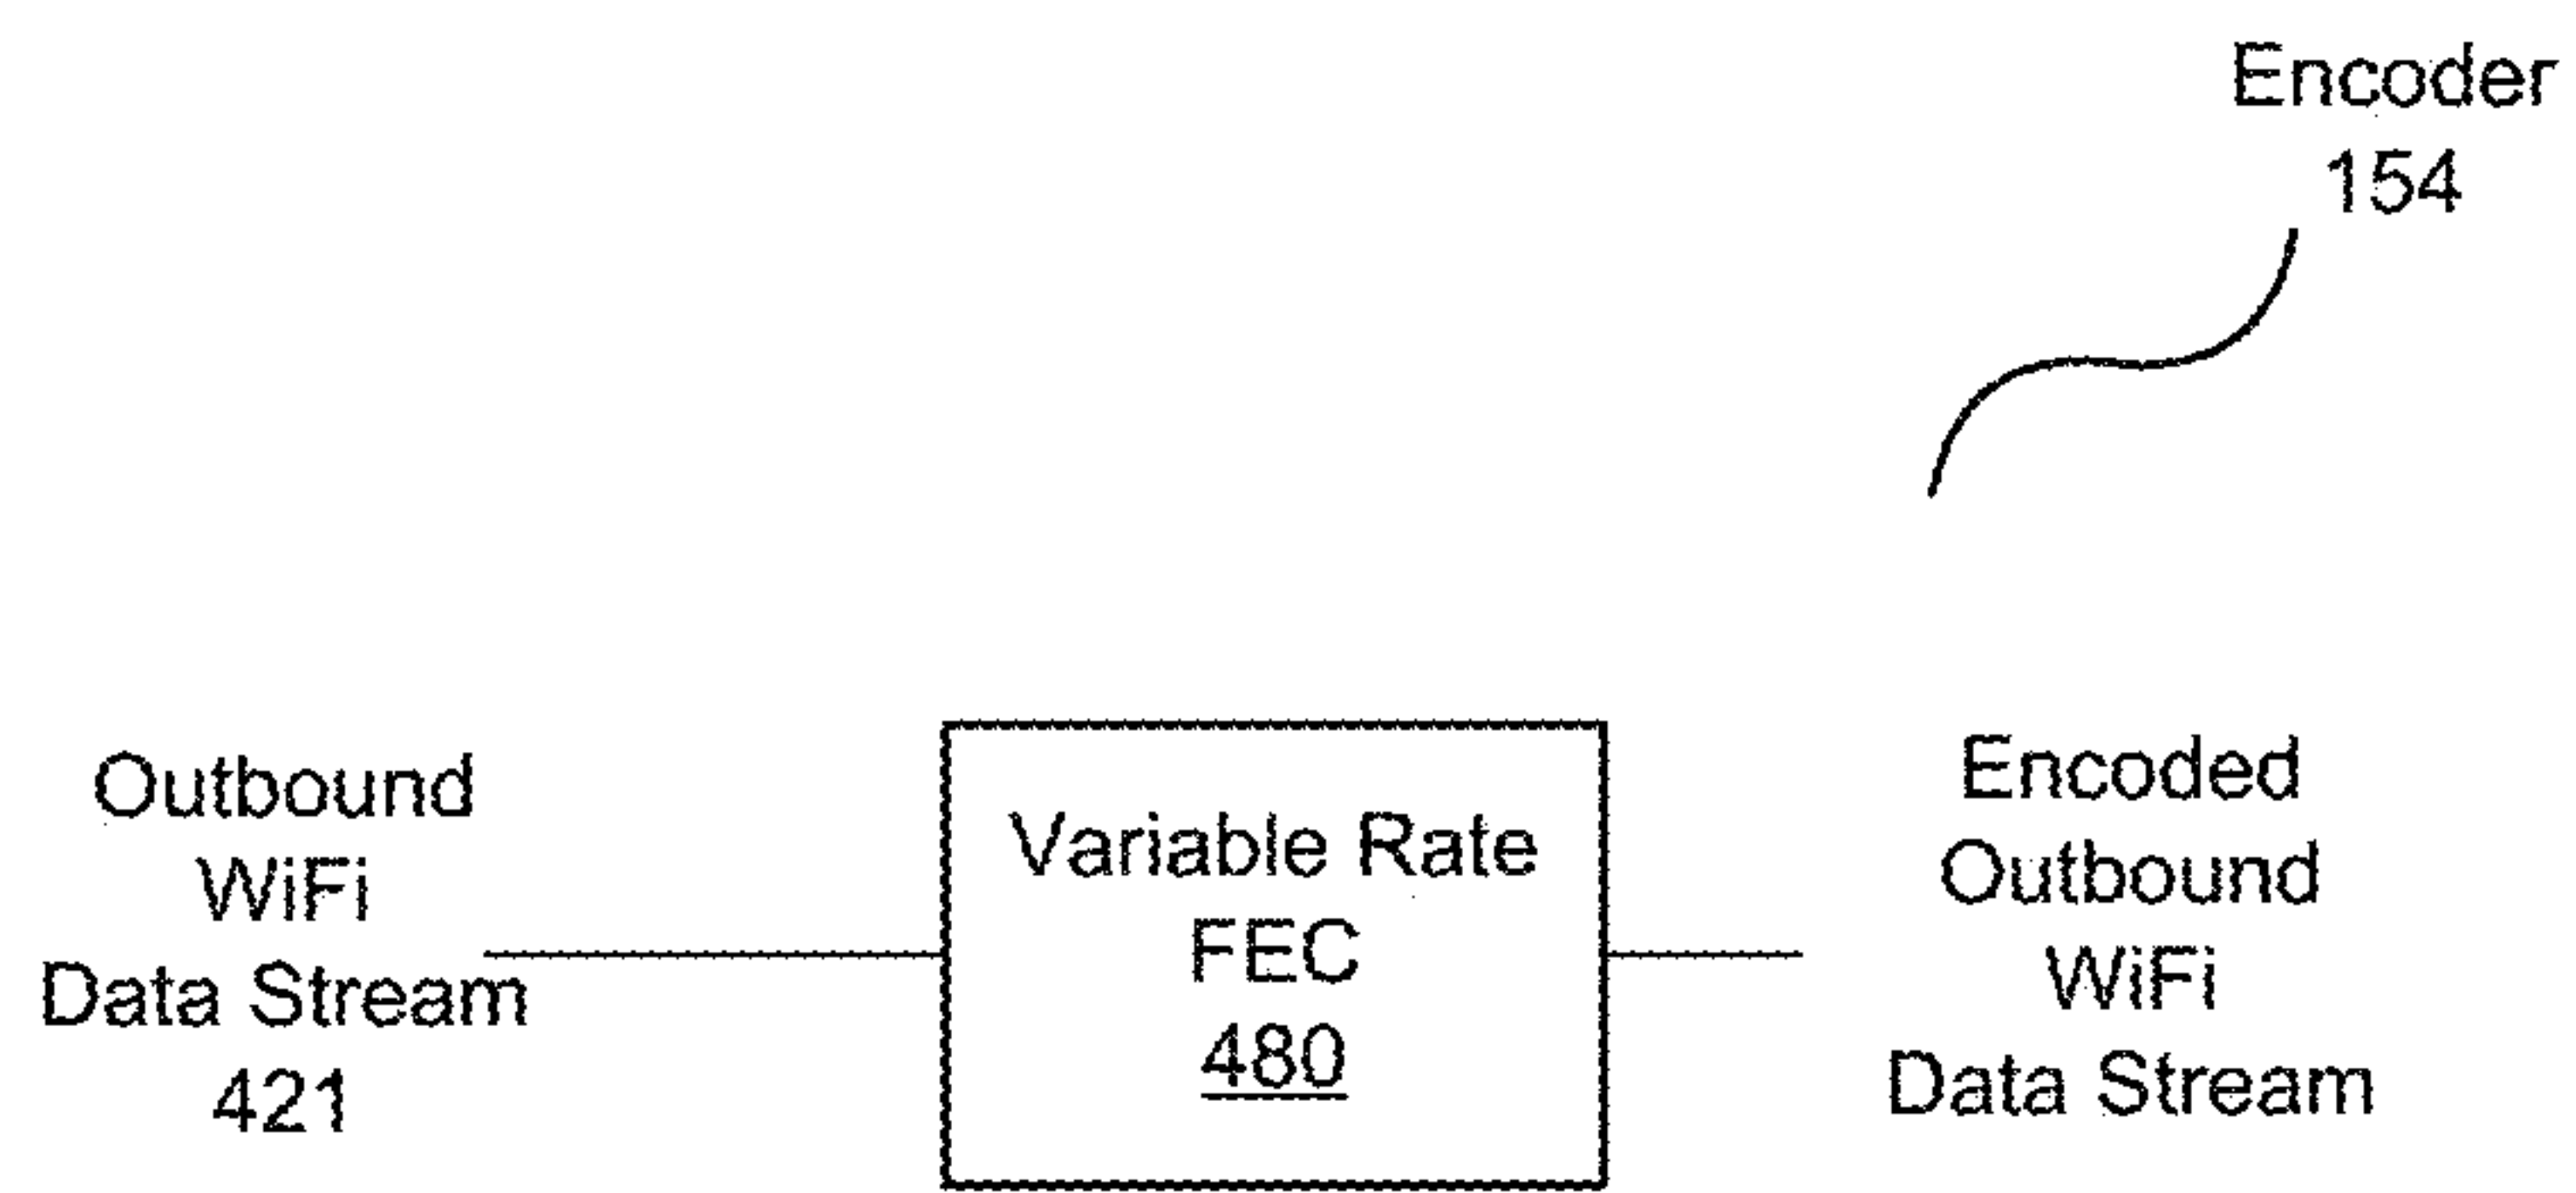 Encoder
154
Outbound
WiFi
Data Stream
421
Variable Rate
FEC
480
Encoded
Outbound
WiFi
Data Stream